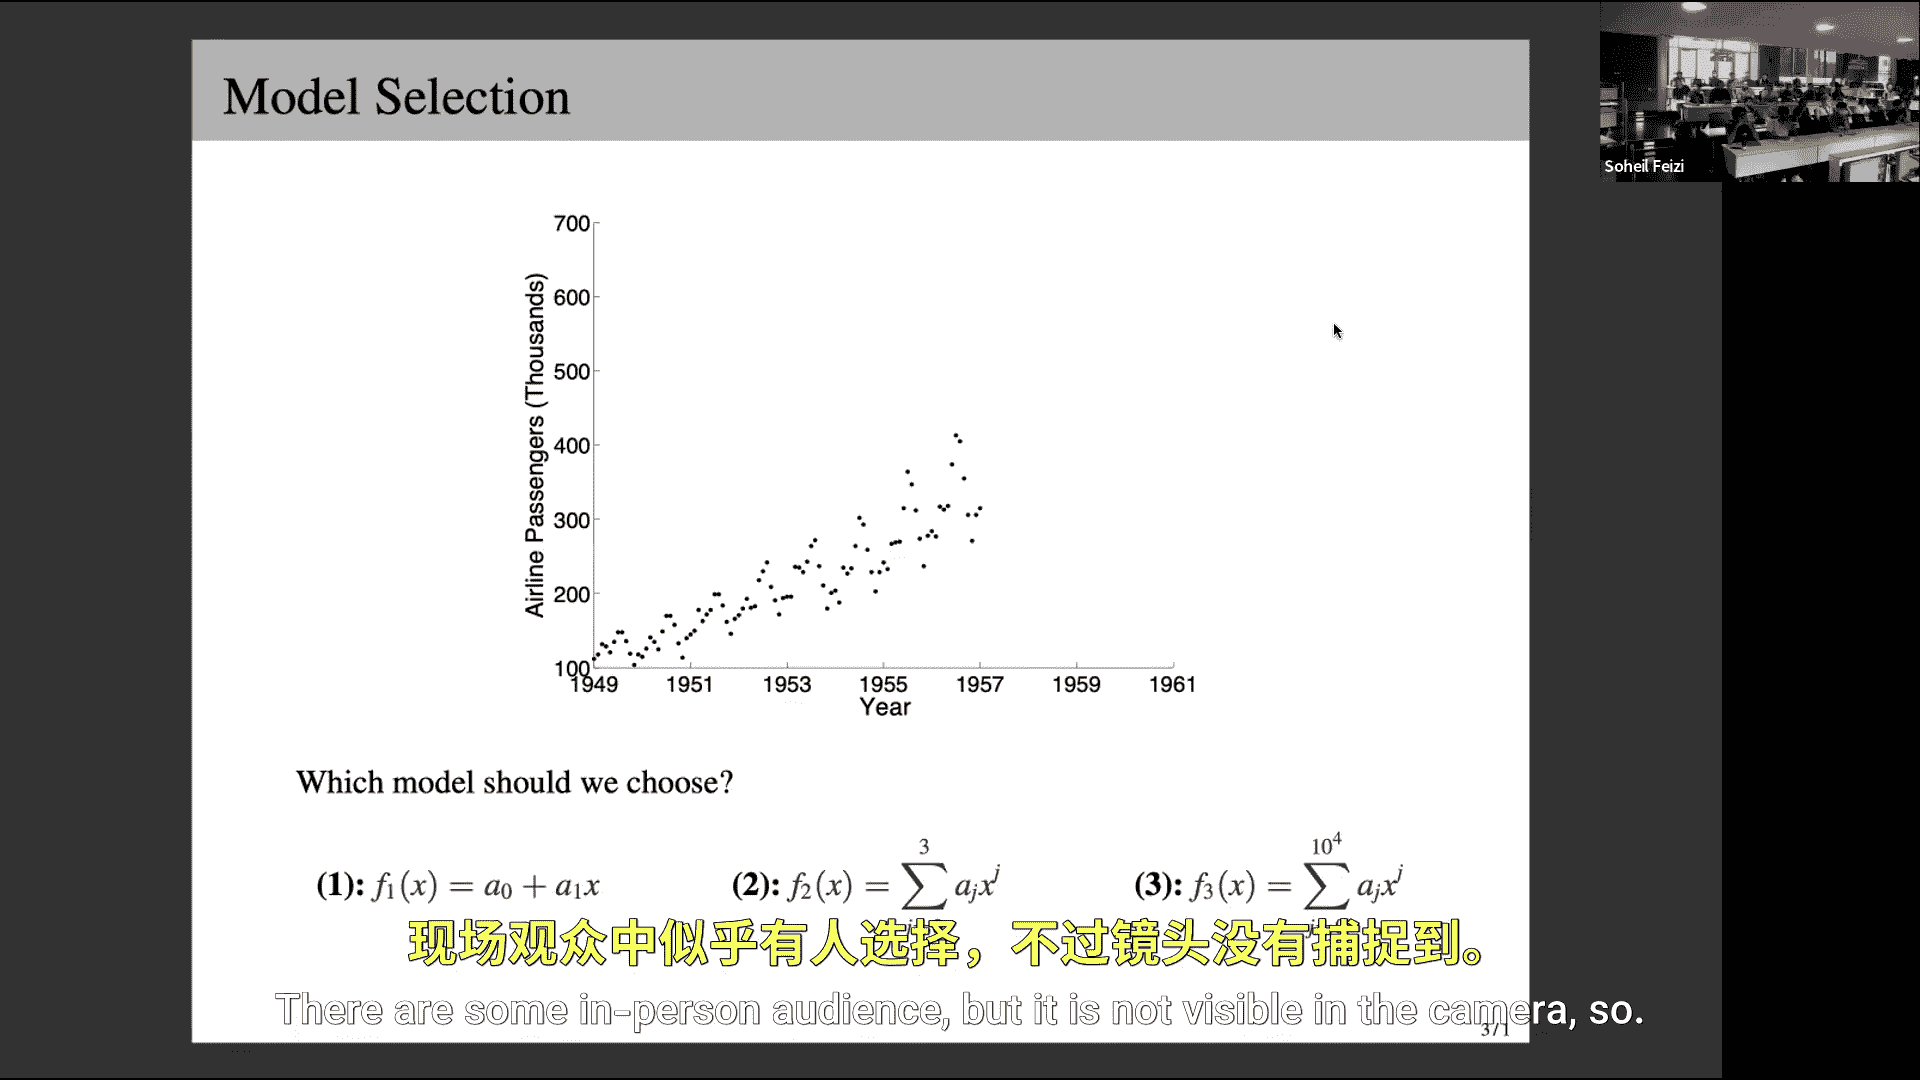 Model Selection
Soheil Feizi
700
600
500
400
300
200
100
Airline Passengers (Thousands)
1949 1951 1953 1955 1957 1959 1961
Year
Which model should we choose?
(1): f₁(x) = a₀ + a₁x (2): f₂(x) = ∑³ aⱼxʲ (3): f₃(x) = ∑^{10⁴} aⱼxʲ
现场观众中似乎有人选择，不过镜头没有捕捉到。
There are some in-person audience, but it is not visible in the camera, so.
3/1